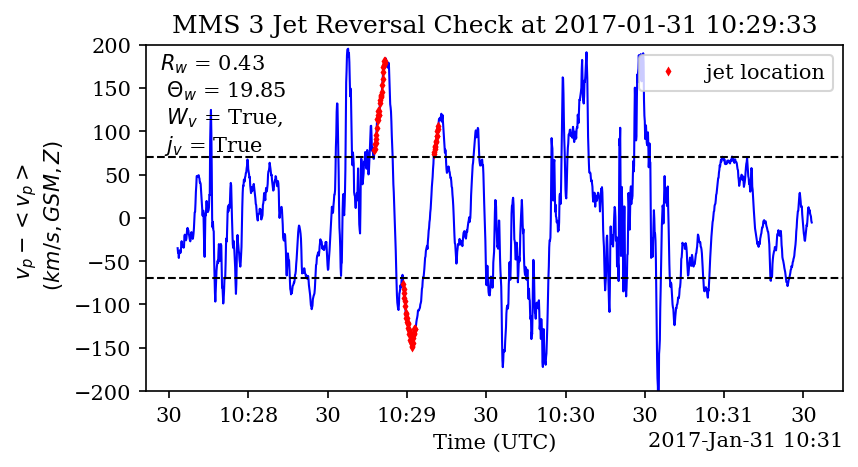 MMS 3 Jet Reversal Check at 2017-01-31 10:29:33
R_w = 0.43
Θ_w = 19.85
W_v = True,
j_v = True
jet location
200
150
100
50
0
−50
−100
−150
−200
v_p − < v_p >
(km/s, GSM, Z)
30 10:28 30 10:29 30 10:30 30 10:31 30
Time (UTC)
2017-Jan-31 10:31